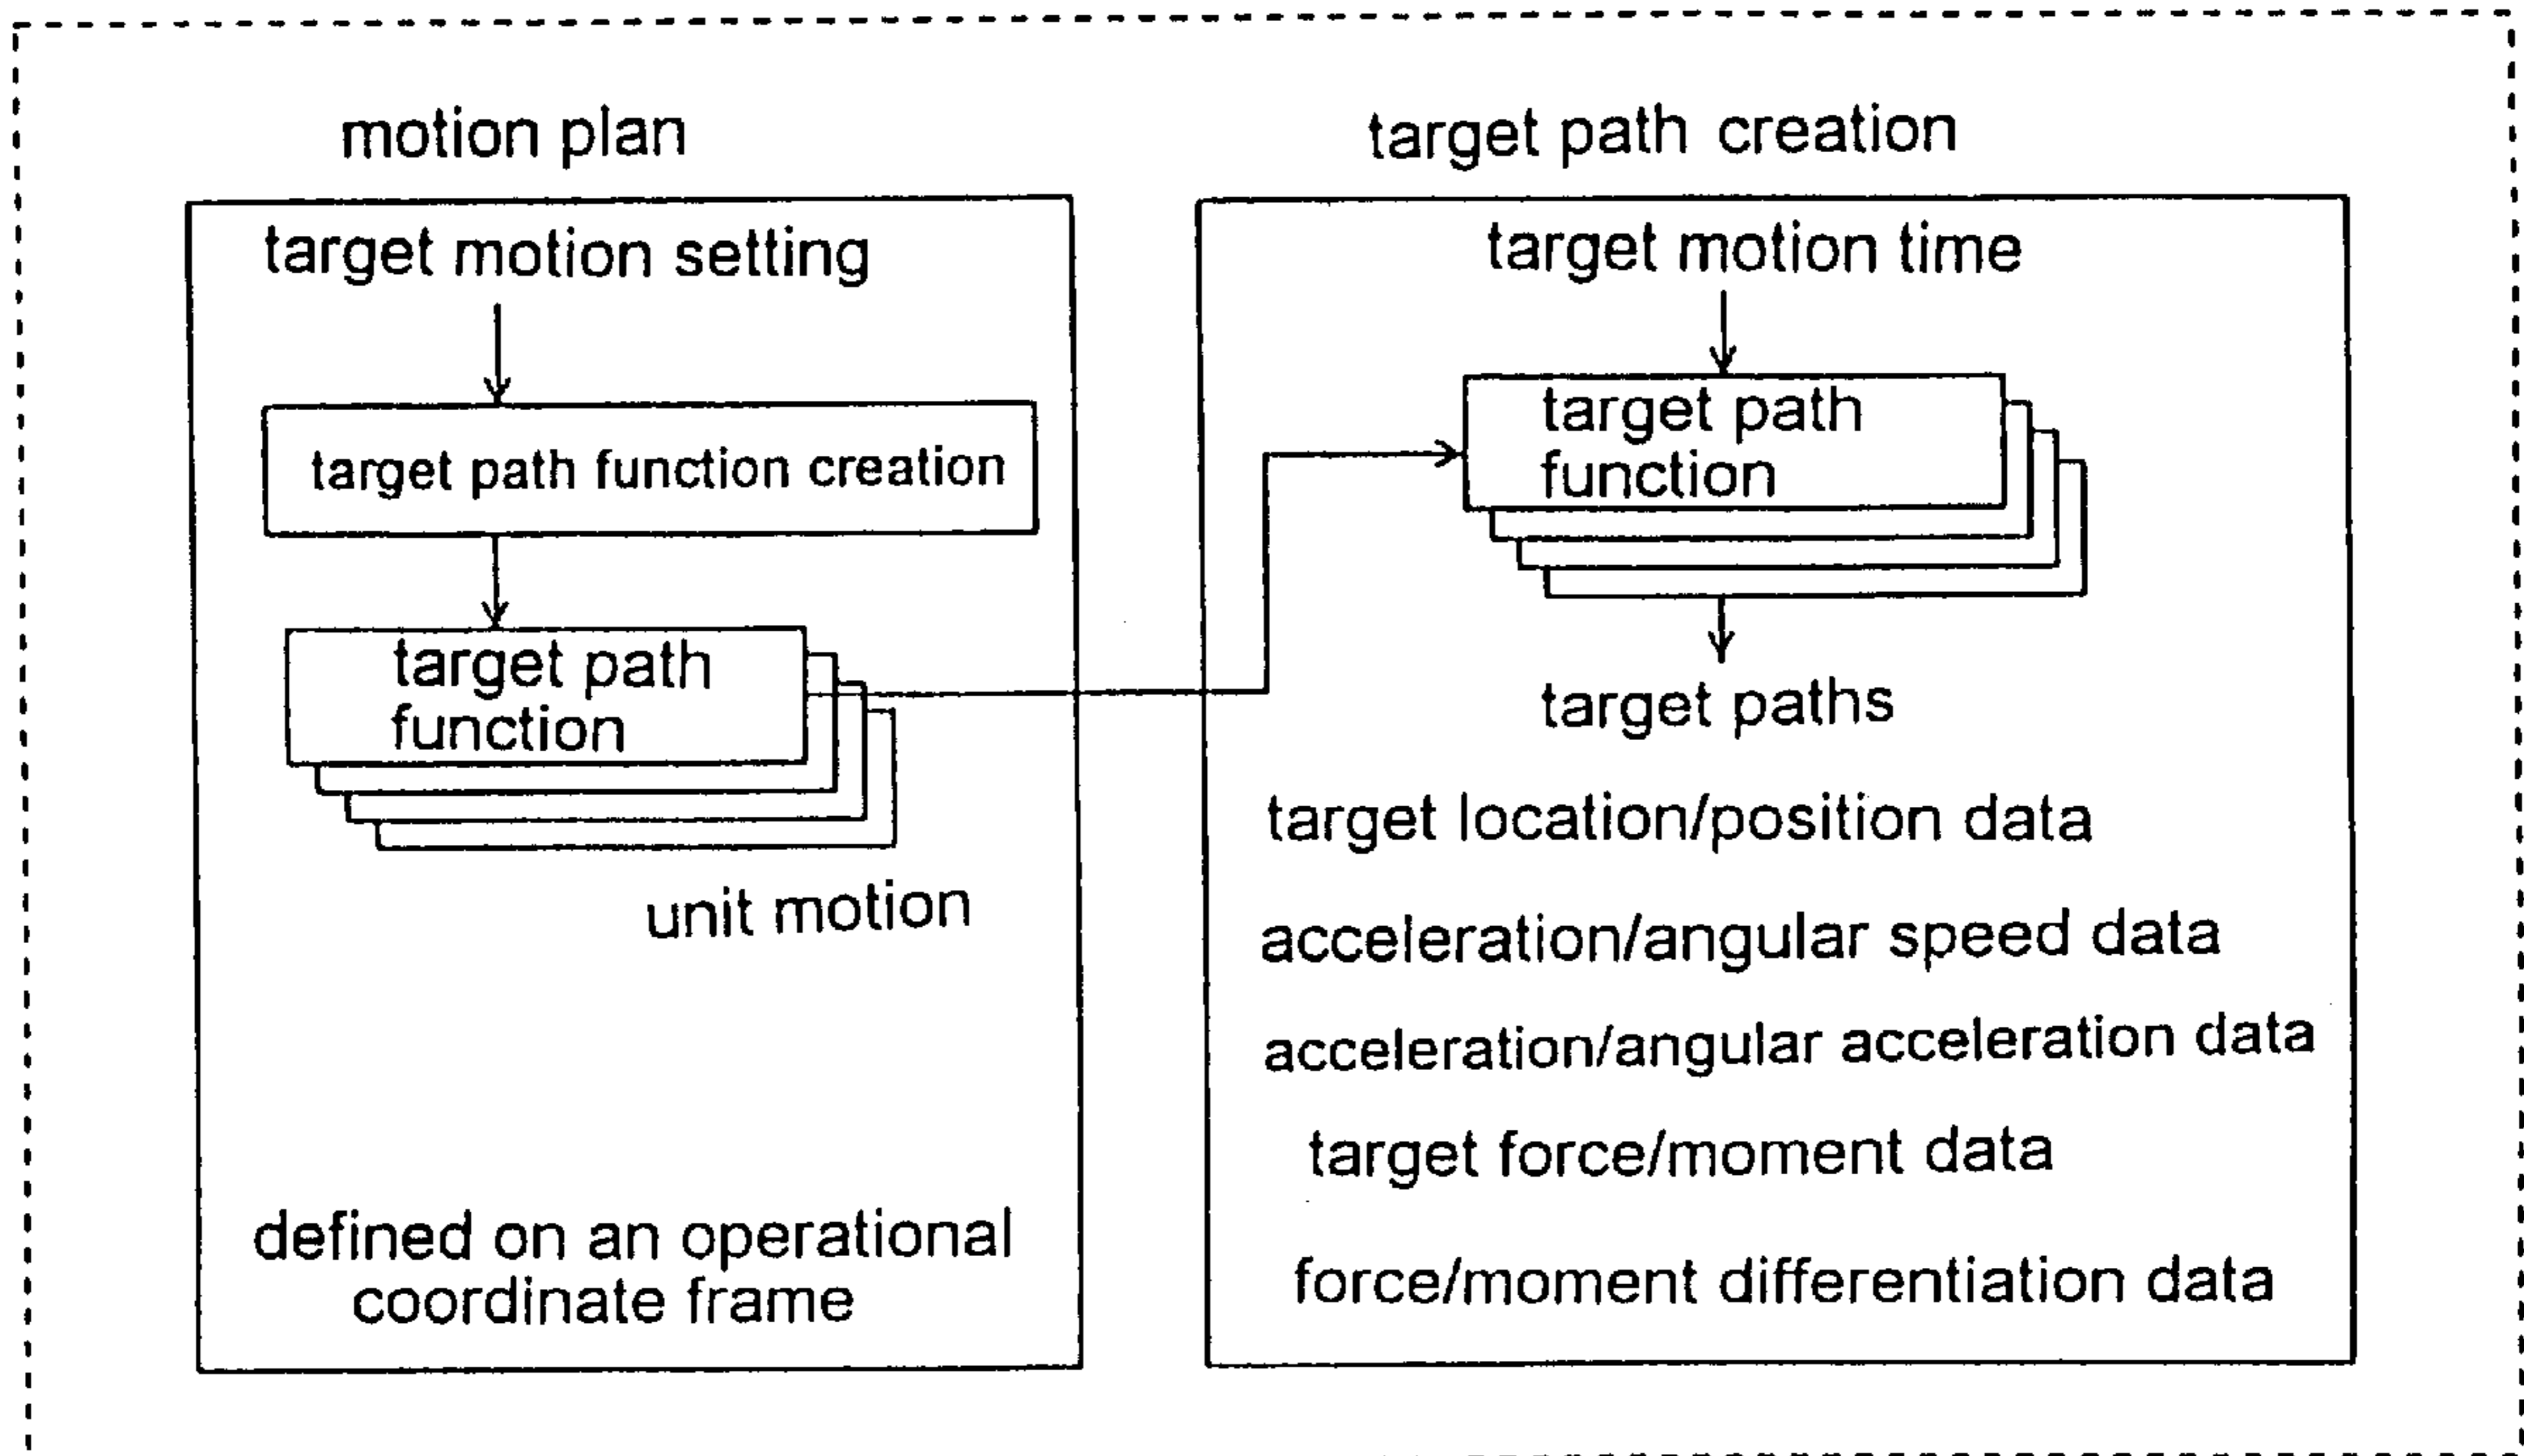 motion plan
target motion setting
target path function creation
target path
function
unit motion
defined on an operational
coordinate frame
target path creation
target motion time
target path
function
target paths
target location/position data
acceleration/angular speed data
acceleration/angular acceleration data
target force/moment data
force/moment differentiation data